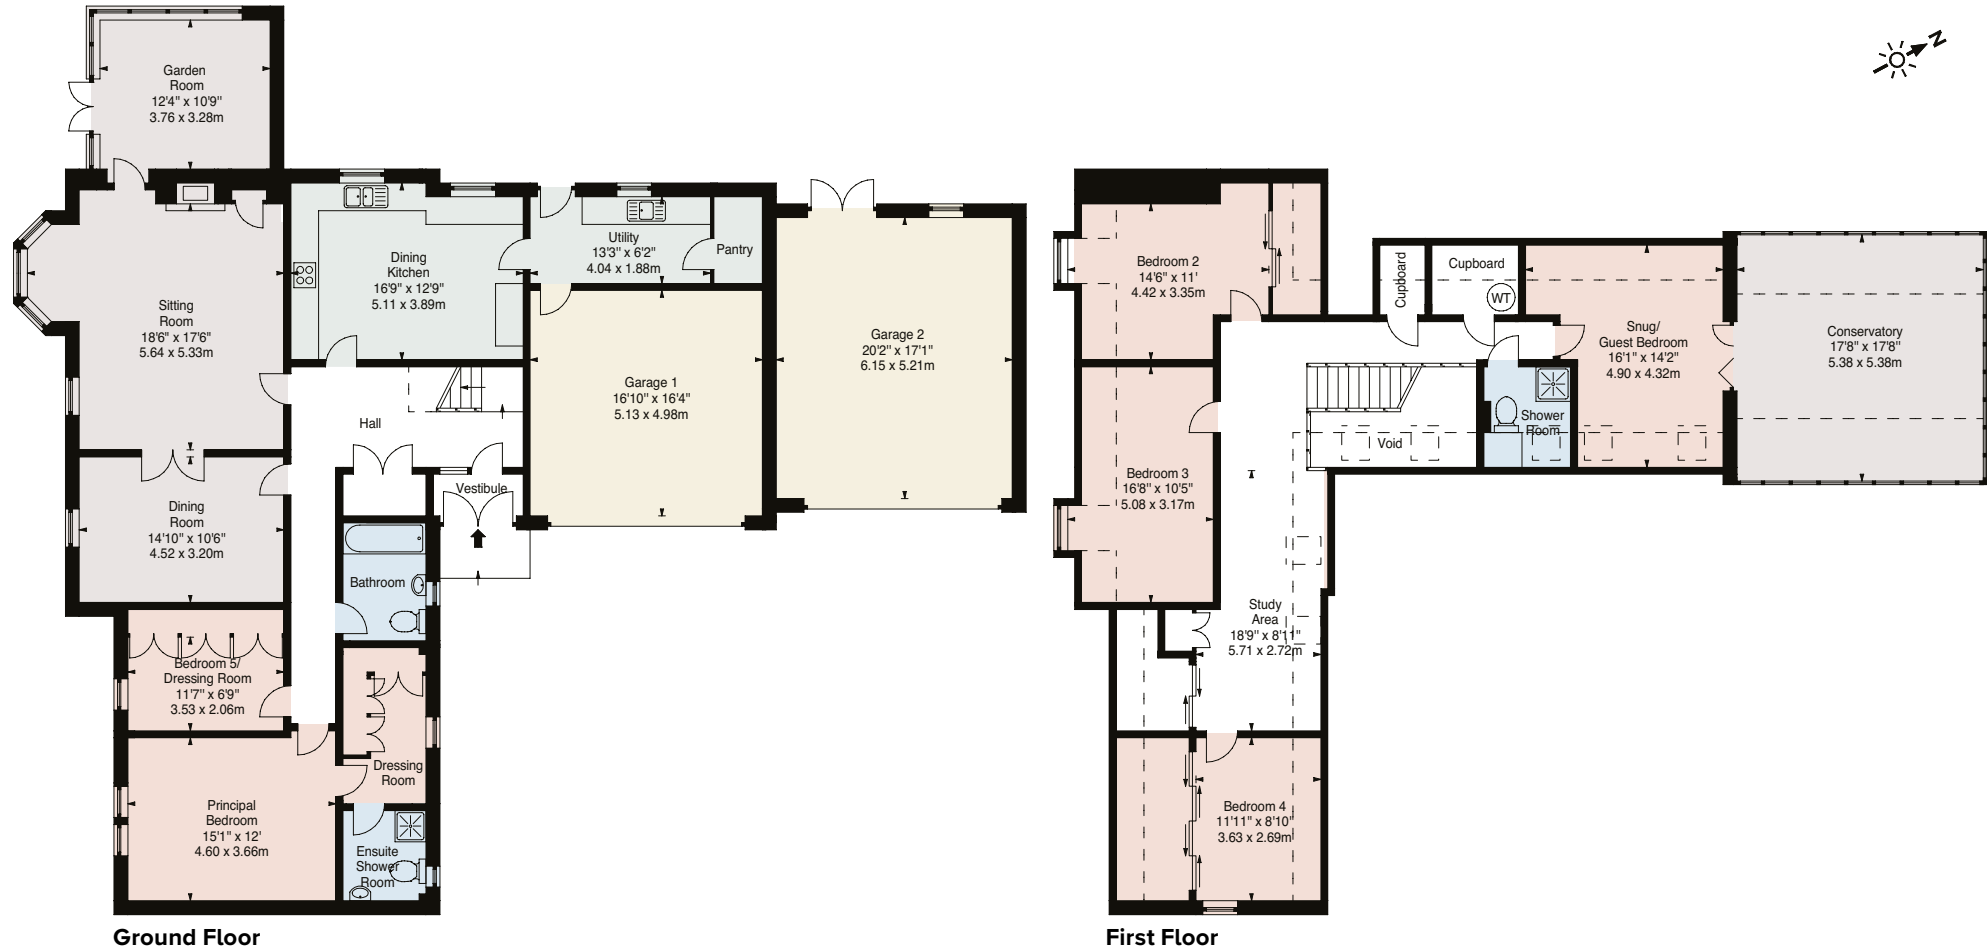 Garden
Room
12'4" x 10'9"
3.76 x 3.28m
Sitting
Room
18'6" x 17'6"
5.64 x 5.33m
Dining
Kitchen
16'9" x 12'9"
5.11 x 3.89m
Utility
13'3" x 6'2"
4.04 x 1.88m
Pantry
Garage 1
16'10" x 16'4"
5.13 x 4.98m
Garage 2
20'2" x 17'1"
6.15 x 5.21m
Hall
Vestibule
Dining
Room
14'10" x 10'6"
4.52 x 3.20m
Bathroom
Bedroom 5/
Dressing Room
11'7" x 6'9"
3.53 x 2.06m
Dressing
Room
Principal
Bedroom
15'1" x 12'
4.60 x 3.66m
Ensuite
Shower
Room
Ground Floor
N
Bedroom 2
14'6" x 11'
4.42 x 3.35m
Cupboard
Cupboard
WT
Snug/
Guest Bedroom
16'1" x 14'2"
4.90 x 4.32m
Conservatory
17'8" x 17'8"
5.38 x 5.38m
Shower
Room
Void
Bedroom 3
16'8" x 10'5"
5.08 x 3.17m
Study
Area
18'9" x 8'11"
5.71 x 2.72m
Bedroom 4
11'11" x 8'10"
3.63 x 2.69m
First Floor